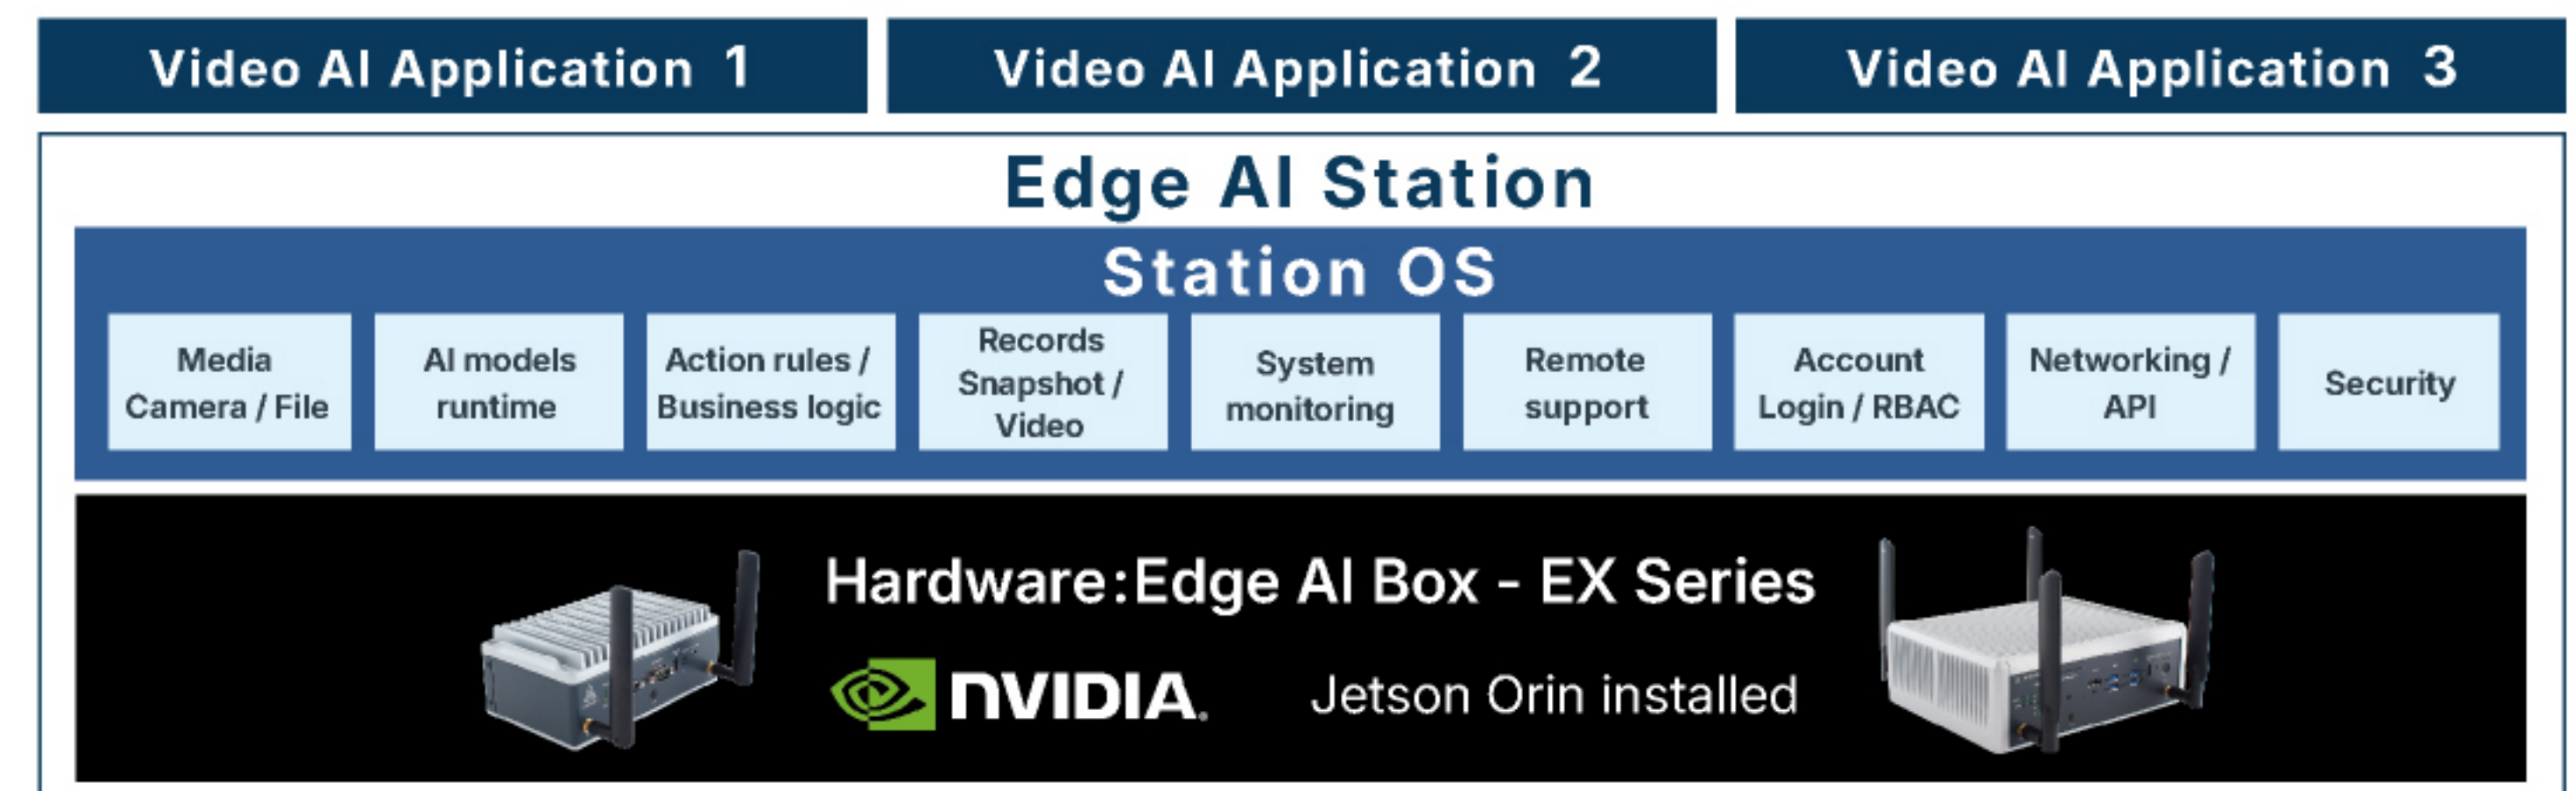 Video AI Application 1
Video AI Application 2
Video AI Application 3
Edge AI Station
Station OS
Media
Camera / File
AI models
runtime
Action rules /
Business logic
Records
Snapshot /
Video
System
monitoring
Remote
support
Account
Login / RBAC
Networking /
API
Security
Hardware:Edge AI Box - EX Series
NVIDIA.
Jetson Orin installed